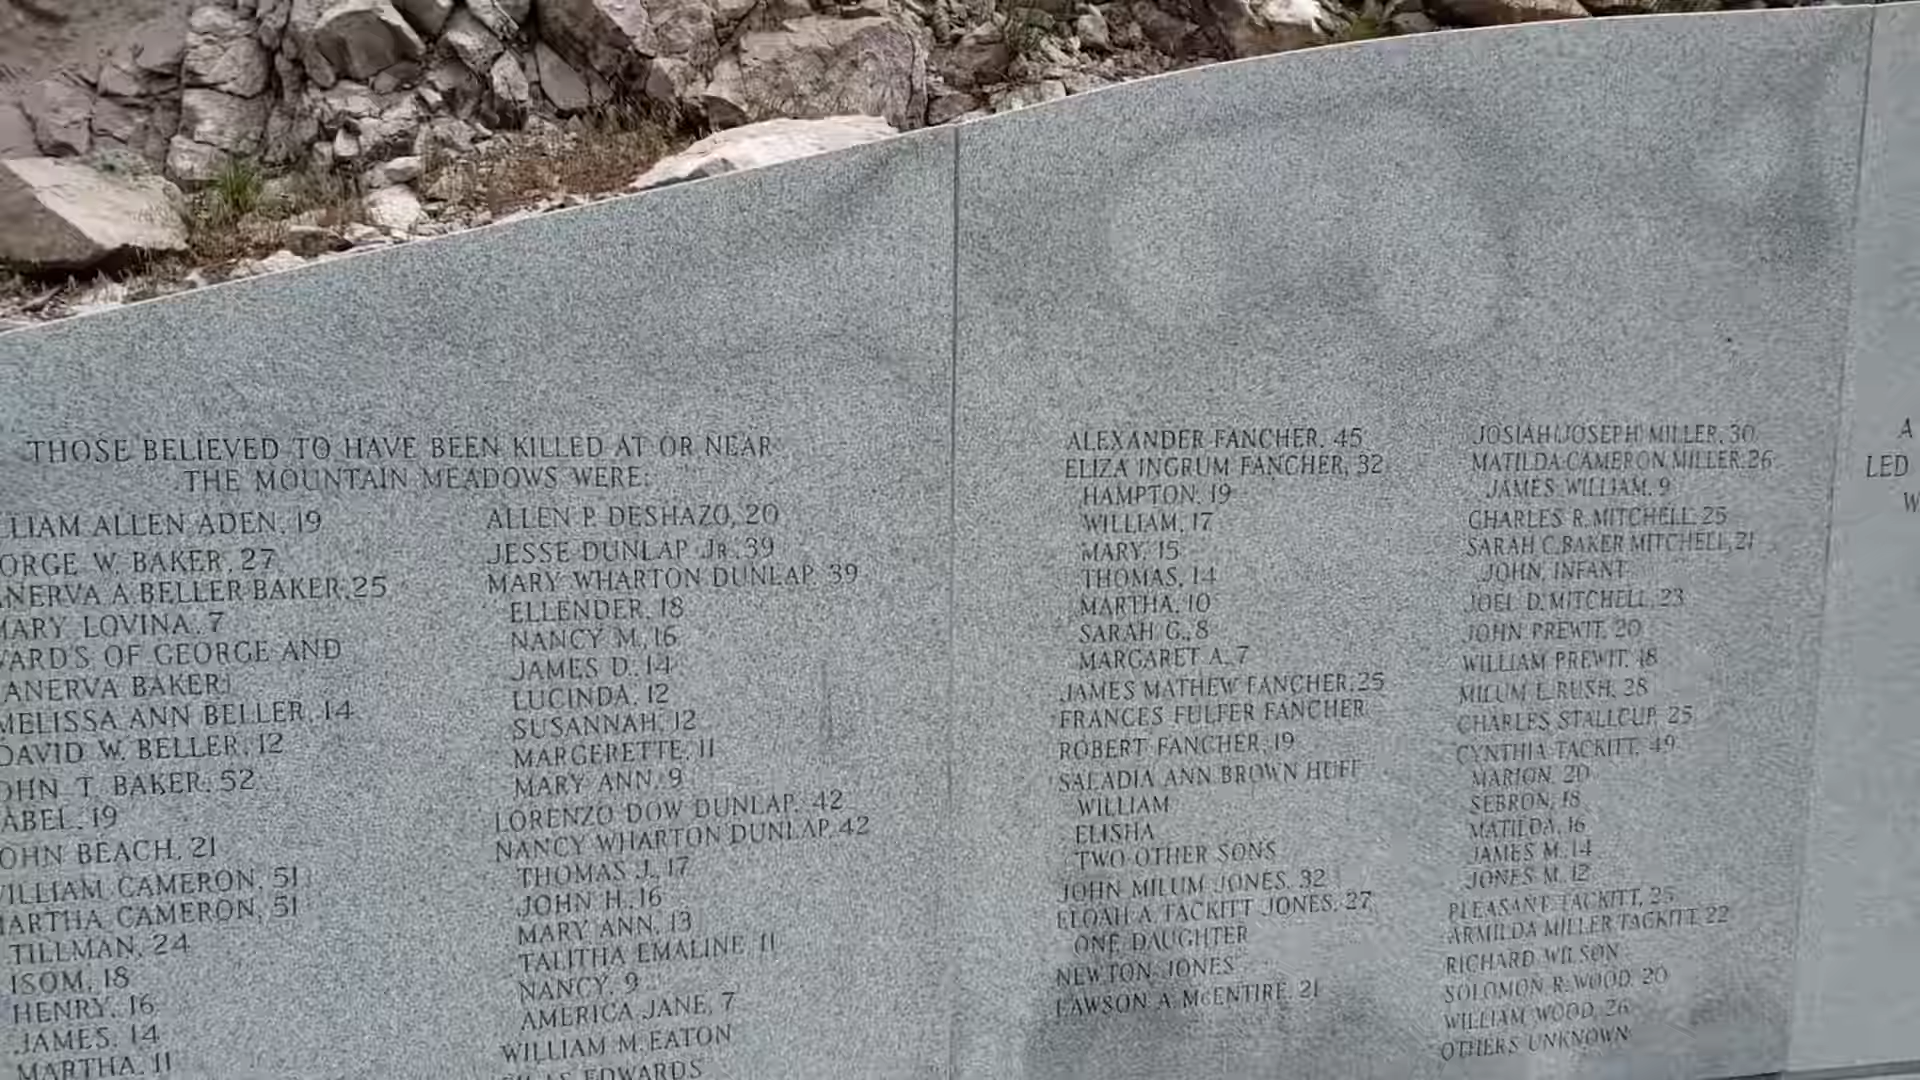 THOSE BELIEVED TO HAVE BEEN KILLED AT OR NEAR
THE MOUNTAIN MEADOWS WERE:
LLIAM ALLEN ADEN, 19
ORGE W. BAKER, 27
ANERVA A. BELLER BAKER, 25
MARY LOVINA, 7
WARDS OF GEORGE AND
ANERVA BAKER:
MELISSA ANN BELLER, 14
DAVID W. BELLER, 12
OHN T. BAKER, 52
ABEL, 19
OHN BEACH, 21
WILLIAM CAMERON, 51
MARTHA CAMERON, 51
TILLMAN, 24
ISOM, 18
HENRY, 16
JAMES, 14
MARTHA, 11
ALLEN P. DESHAZO, 20
JESSE DUNLAP Jr., 39
MARY WHARTON DUNLAP, 39
ELLENDER, 18
NANCY M., 16
JAMES D., 14
LUCINDA, 12
SUSANNAH, 12
MARGERETTE, 11
MARY ANN, 9
LORENZO DOW DUNLAP, 42
NANCY WHARTON DUNLAP, 42
THOMAS J., 17
JOHN H., 16
MARY ANN, 13
TALITHA EMALINE, 11
NANCY, 9
AMERICA JANE, 7
WILLIAM M. EATON
EDWARDS
ALEXANDER FANCHER, 45
ELIZA INGRUM FANCHER, 32
HAMPTON, 19
WILLIAM, 17
MARY, 15
THOMAS, 14
MARTHA, 10
SARAH G., 8
MARGARET A., 7
JAMES MATHEW FANCHER, 25
FRANCES FULFER FANCHER
ROBERT FANCHER, 19
SALADIA ANN BROWN HUFF
WILLIAM
ELISHA
TWO OTHER SONS
JOHN MILUM JONES, 32
ELOAH A. TACKITT JONES, 27
ONE DAUGHTER
NEWTON JONES
LAWSON A. McENTIRE, 21
JOSIAH (JOSEPH) MILLER, 30
MATILDA CAMERON MILLER, 26
JAMES WILLIAM, 9
CHARLES R. MITCHELL, 25
SARAH C. BAKER MITCHELL, 21
JOHN, INFANT
JOEL D. MITCHELL, 23
JOHN PREWIT, 20
WILLIAM PREWIT, 18
MILUM L. RUSH, 28
CHARLES STALLCUP, 25
CYNTHIA TACKITT, 49
MARION, 20
SEBRON, 18
MATILDA, 16
JAMES M., 14
JONES M., 12
PLEASANT TACKITT, 25
ARMILDA MILLER TACKITT, 22
RICHARD WILSON
SOLOMON R. WOOD, 20
WILLIAM WOOD, 26
OTHERS UNKNOWN
A
LED
W